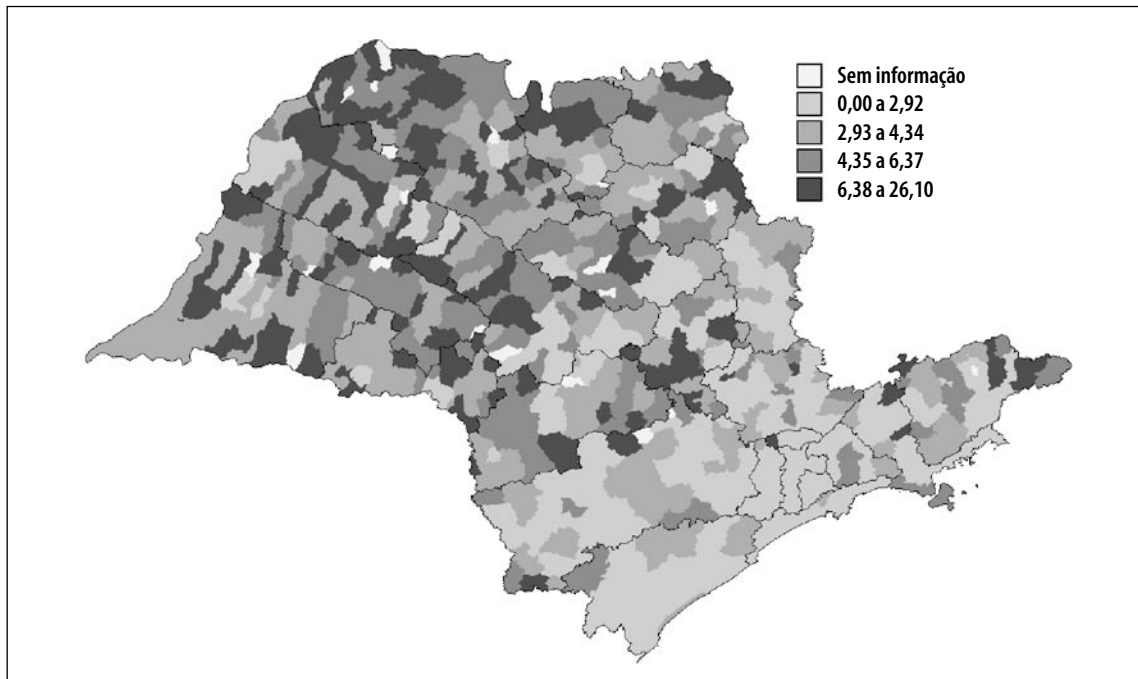 Sem informação
0,00 a 2,92
2,93 a 4,34
4,35 a 6,37
6,38 a 26,10